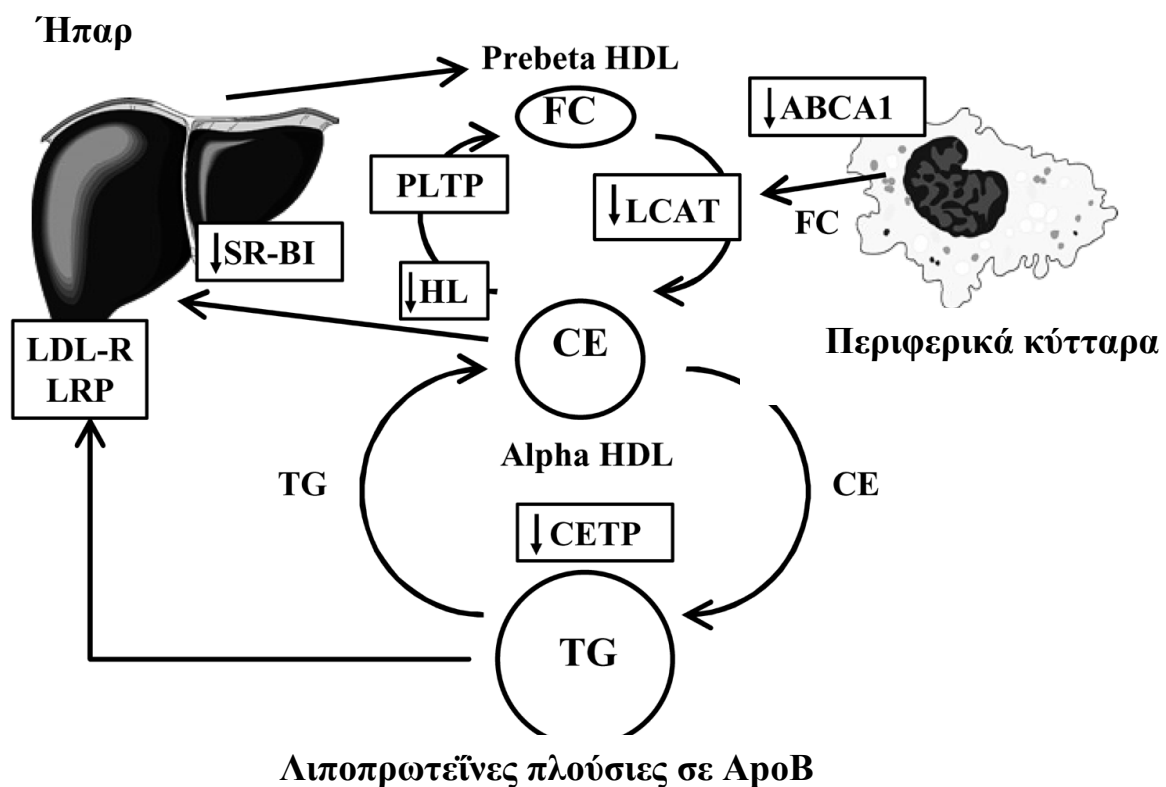 Ήπαρ
Prebeta HDL
FC
↓ABCA1
PLTP
↓LCAT
FC
↓SR-BI
↓HL
CE
Περιφερικά κύτταρα
LDL-R
LRP
Alpha HDL
TG
CE
↓CETP
TG
Λιποπρωτεΐνες πλούσιες σε ApoB